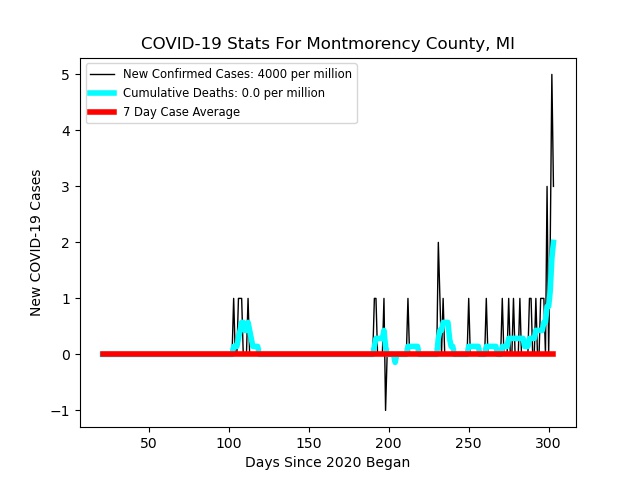 COVID-19 Stats For Montmorency County, MI
New Confirmed Cases: 4000 per million
Cumulative Deaths: 0.0 per million
7 Day Case Average
New COVID-19 Cases
5
4
3
2
1
0
−1
50 100 150 200 250 300
Days Since 2020 Began